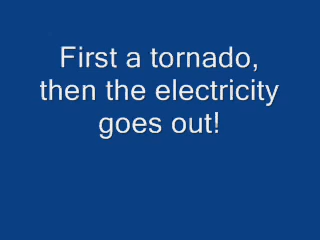 First a tornado,
then the electricity
goes out!